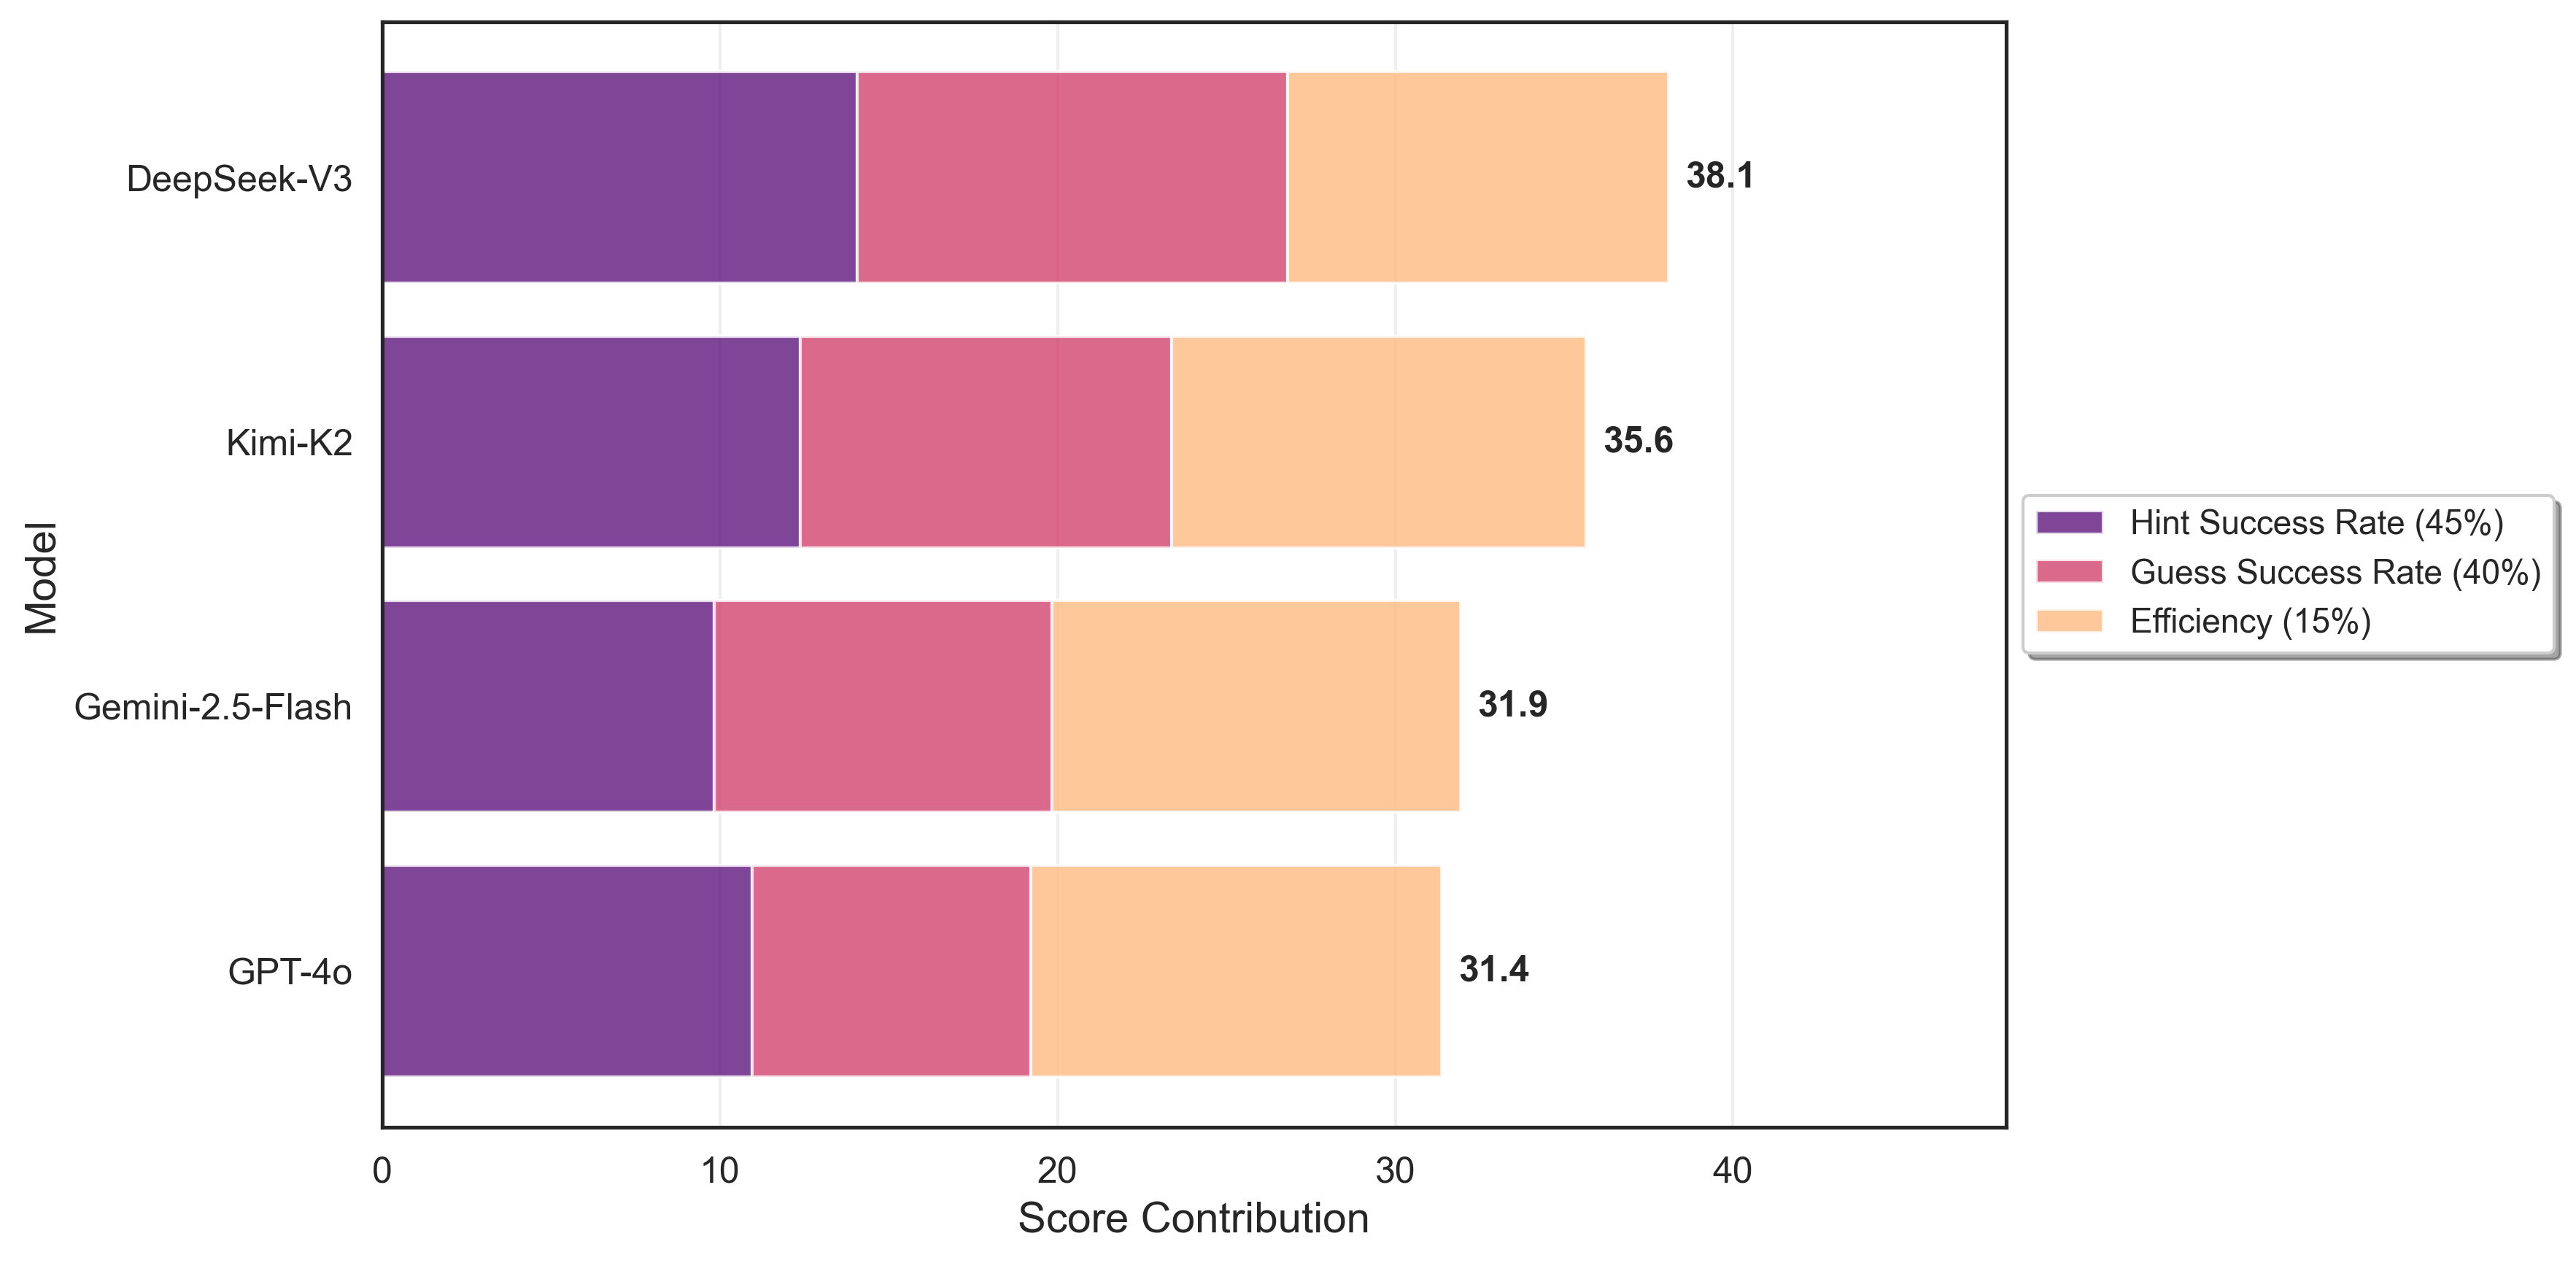 DeepSeek-V3
38.1
Kimi-K2
35.6
Gemini-2.5-Flash
31.9
GPT-4o
31.4
Model
0 10 20 30 40
Score Contribution
Hint Success Rate (45%)
Guess Success Rate (40%)
Efficiency (15%)